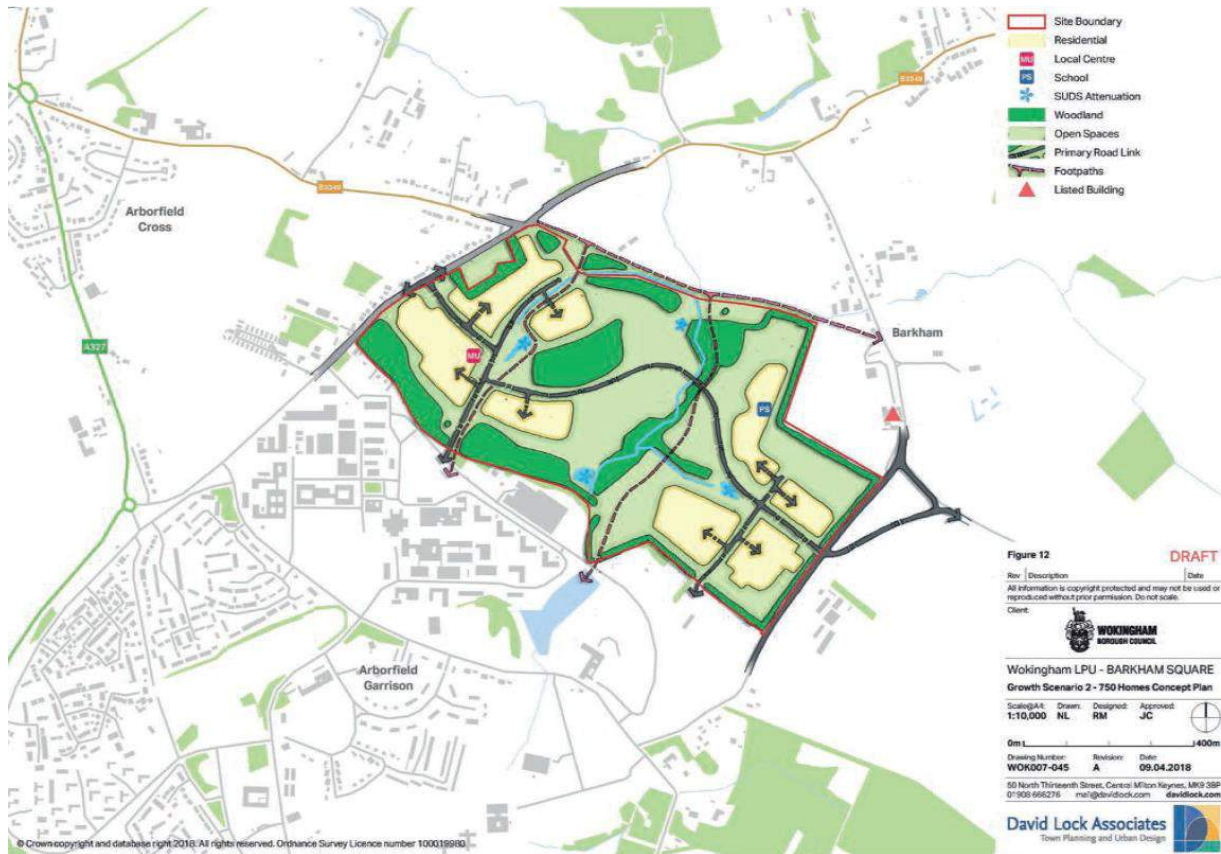 Site Boundary
Residential
MU Local Centre
PS School
SUDS Attenuation
Woodland
Open Spaces
Primary Road Link
Footpaths
Listed Building
B3349
B3349
Arborfield
Cross
A327
Barkham
MU
PS
Arborfield
Garrison
Figure 12
DRAFT
Rev Description Date
All information is copyright protected and may not be used or
reproduced without prior permission. Do not scale.
Client:
WOKINGHAM
BOROUGH COUNCIL
Wokingham LPU - BARKHAM SQUARE
Growth Scenario 2 - 750 Homes Concept Plan
Scale@A4: Drawn: Designed: Approved:
1:10,000 NL RM JC
0m 400m
Drawing Number: Revision: Date:
WOK007-045 A 09.04.2018
50 North Thirteenth Street, Central Milton Keynes, MK9 3BP
01908 666276 mail@davidlock.com davidlock.com
David Lock Associates
Town Planning and Urban Design
© Crown copyright and database right 2018. All rights reserved. Ordnance Survey Licence number 100019980